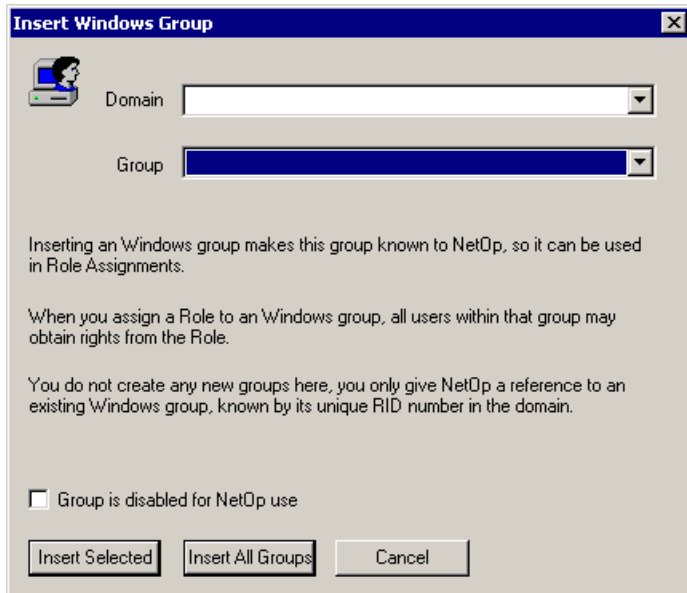 Insert Windows Group
Domain
Group
Inserting an Windows group makes this group known to NetOp, so it can be used
in Role Assignments.
When you assign a Role to an Windows group, all users within that group may
obtain rights from the Role.
You do not create any new groups here, you only give NetOp a reference to an
existing Windows group, known by its unique RID number in the domain.
Group is disabled for NetOp use
Insert Selected Insert All Groups Cancel